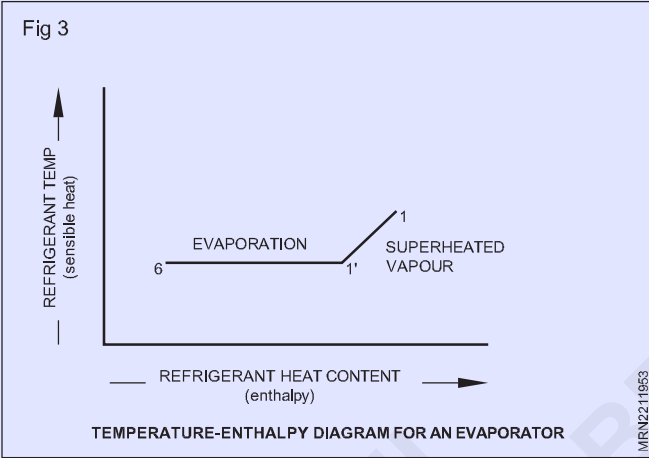 Fig 3
REFRIGERANT TEMP
(sensible heat)
EVAPORATION
6
1'
1
SUPERHEATED
VAPOUR
REFRIGERANT HEAT CONTENT
(enthalpy)
TEMPERATURE-ENTHALPY DIAGRAM FOR AN EVAPORATOR
MRN2211953